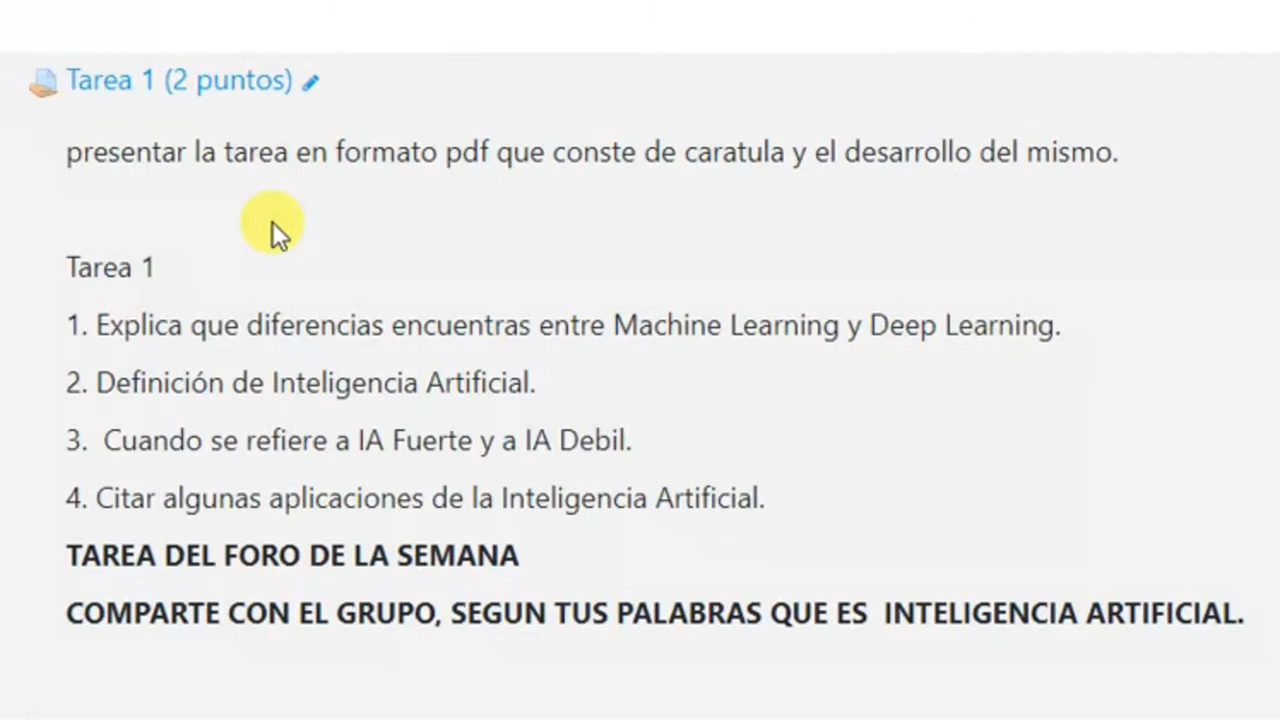 Tarea 1 (2 puntos)
presentar la tarea en formato pdf que conste de caratula y el desarrollo del mismo.
Tarea 1
1. Explica que diferencias encuentras entre Machine Learning y Deep Learning.
2. Definición de Inteligencia Artificial.
3.  Cuando se refiere a IA Fuerte y a IA Debil.
4. Citar algunas aplicaciones de la Inteligencia Artificial.
TAREA DEL FORO DE LA SEMANA
COMPARTE CON EL GRUPO, SEGUN TUS PALABRAS QUE ES  INTELIGENCIA ARTIFICIAL.